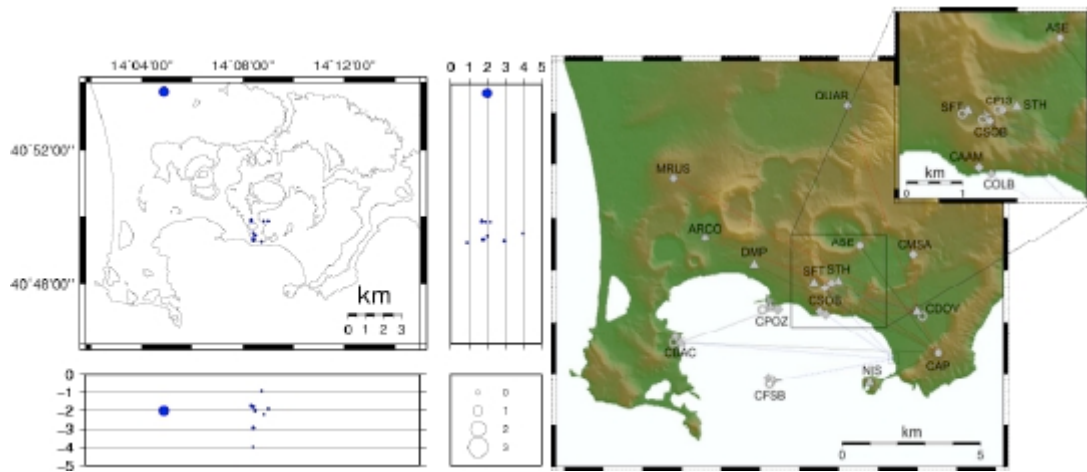 14°04'00" 14°08'00" 14°12'00"
0 1 2 3 4 5
40°52'00"
40°48'00"
km
0 1 2 3
0
-1
-2
-3
-4
-5
0
1
2
3
QUAR
MRUS
ARCO
DMP
ASE
CMSA
SFT STH
CSOB
CPOZ
CDOV
CBAC
CAP
NIS
CFSB
km
0 5
ASE
SFT
STH
CSOB
CAAM
COLB
km
0 1